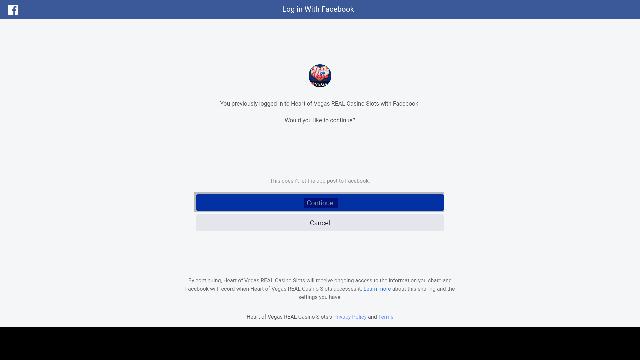 Log in With Facebook
You previously logged in to Heart of Vegas REAL Casino Slots with Facebook
Would you like to continue?
This doesn't let the app post to Facebook.
Continue
Cancel
By continuing, Heart of Vegas REAL Casino Slots will receive ongoing access to the information you share and
Facebook will record when Heart of Vegas REAL Casino Slots accesses it. Learn more about this sharing and the
settings you have.
Heart of Vegas REAL Casino Slots's Privacy Policy and Terms